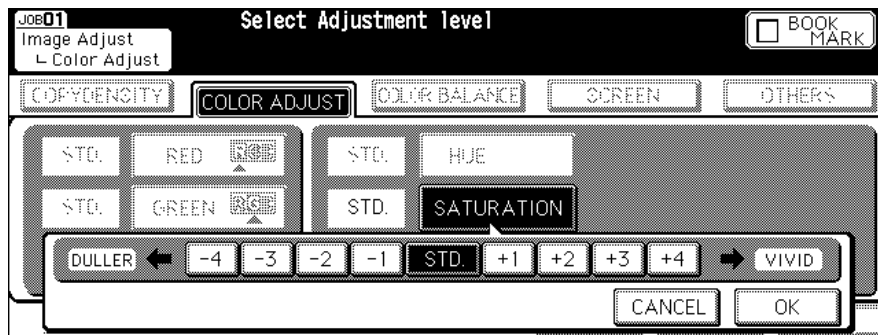 JOB01 Select Adjustment level
Image Adjust
└ Color Adjust
BOOK
MARK
COPYDENSITY COLOR ADJUST COLOR BALANCE SCREEN OTHERS
STD. RED RGB STD. HUE
STD. GREEN RGB STD. SATURATION
DULLER -4 -3 -2 -1 STD. +1 +2 +3 +4 VIVID
CANCEL OK